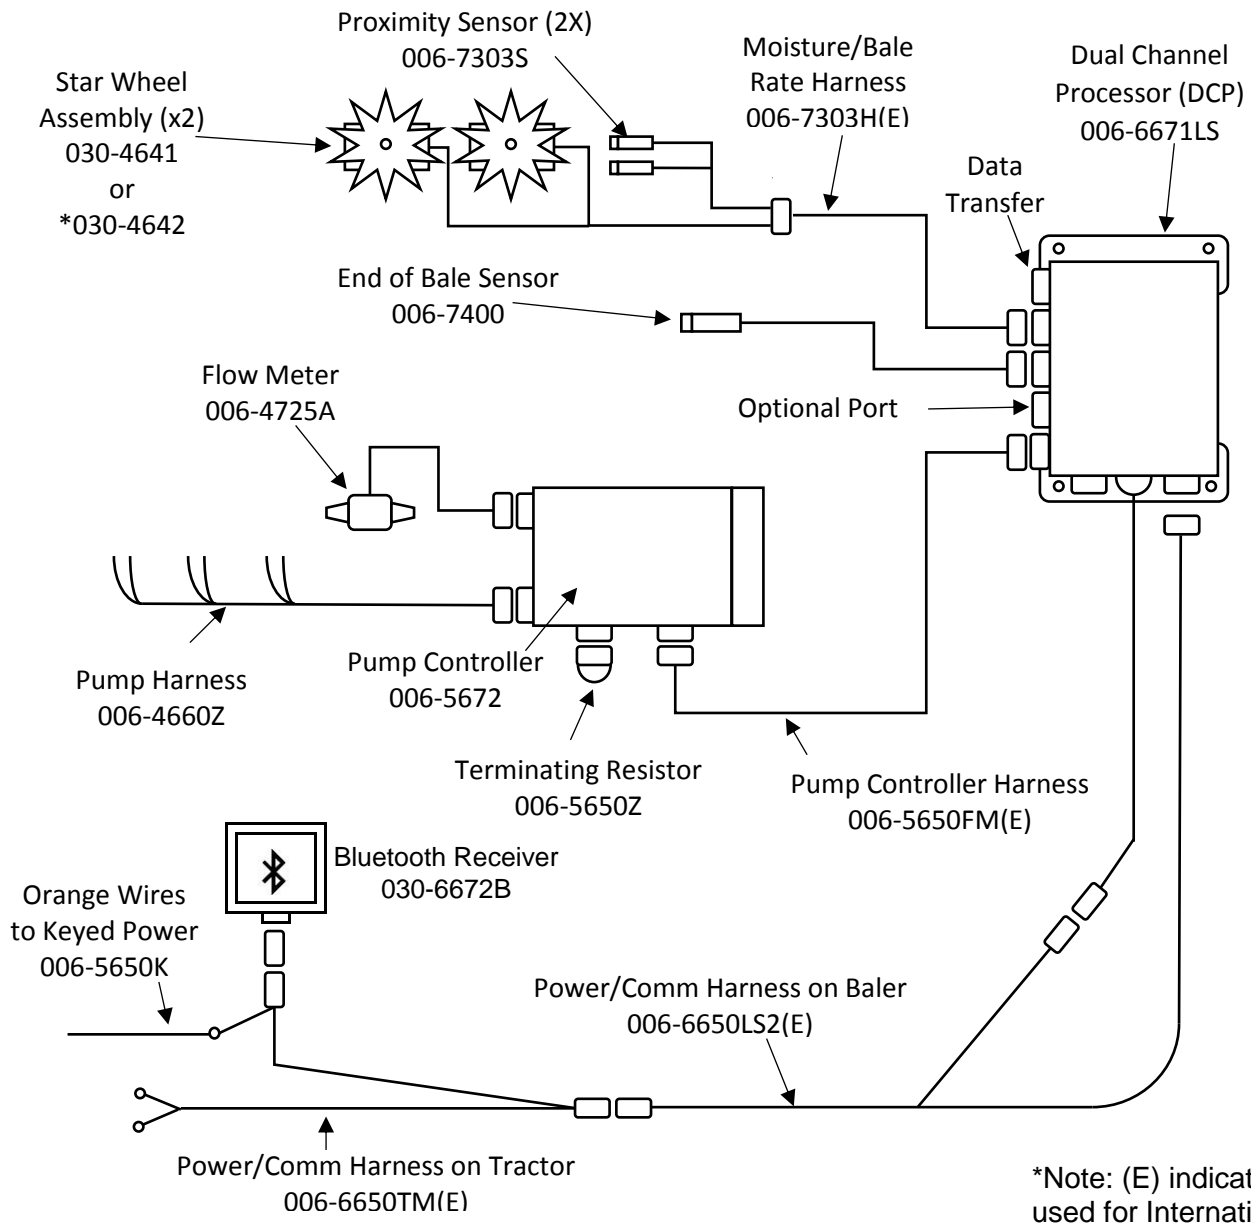 Proximity Sensor (2X)
006-7303S
Moisture/Bale
Rate Harness
006-7303H(E)
Dual Channel
Processor (DCP)
006-6671LS
Star Wheel
Assembly (x2)
030-4641
or
*030-4642
Data
Transfer
End of Bale Sensor
006-7400
Flow Meter
006-4725A
Optional Port
Pump Harness
006-4660Z
Pump Controller
006-5672
Terminating Resistor
006-5650Z
Pump Controller Harness
006-5650FM(E)
Bluetooth Receiver
030-6672B
Orange Wires
to Keyed Power
006-5650K
Power/Comm Harness on Baler
006-6650LS2(E)
Power/Comm Harness on Tractor
006-6650TM(E)
*Note: (E) indicat
used for Internati